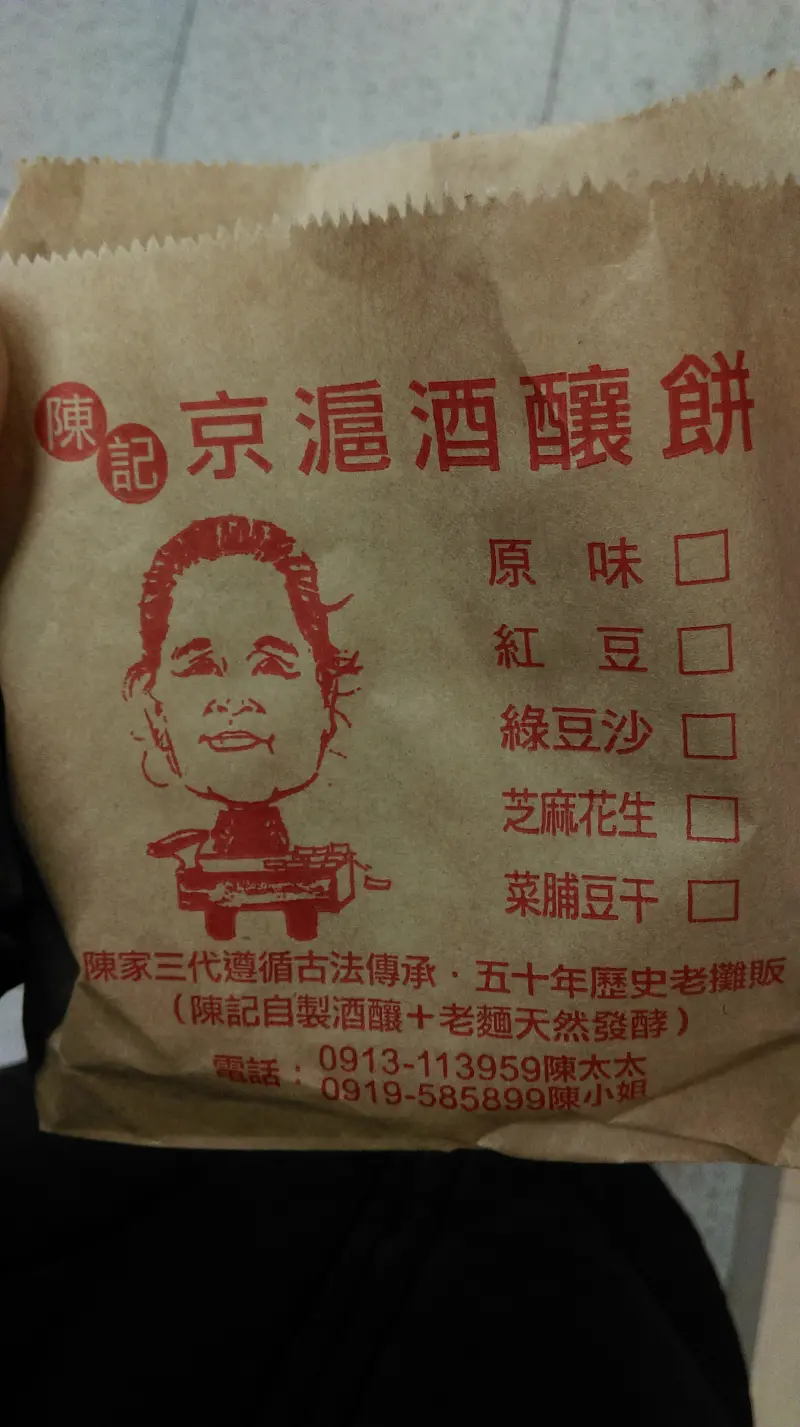 陳記 京滬酒釀餅
原味 □
紅豆 □
綠豆沙 □
芝麻花生 □
菜脯豆干 □
陳家三代遵循古法傳承．五十年歷史老攤販
（陳記自製酒釀＋老麵天然發酵）
電話：0913-113959陳太太
0919-585899陳小姐